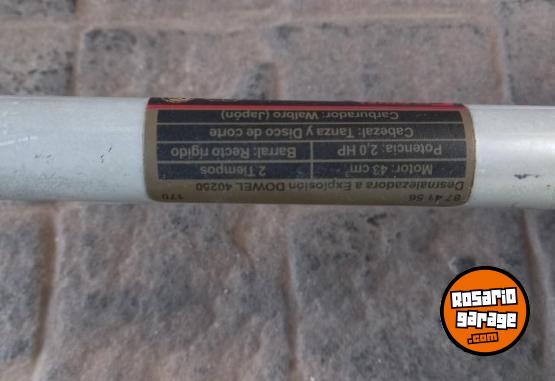 87 41 56 170
Desmalezadora a Explosión DOWEL 40250
Motor: 43 cm³ 2 Tiempos
Potencia: 2,0 HP Barral: Recto rígido
Cabezal: Tanza y Disco de corte
Carburador: Walbro (Japón)
ROSARIO
garage
.com